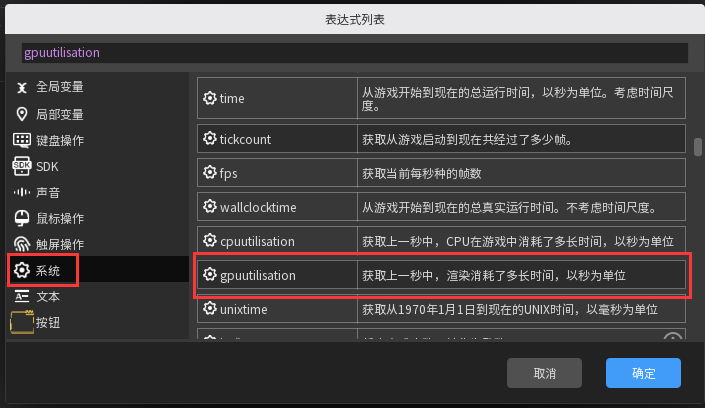 表达式列表
gpuutilisation
全局变量
局部变量
键盘操作
SDK
SDK
声音
鼠标操作
触屏操作
系统
文本
按钮
time
从游戏开始到现在的总运行时间，以秒为单位。考虑时间尺
度。
tickcount
获取从游戏启动到现在共经过了多少帧。
fps
获取当前每秒种的帧数
wallclocktime
从游戏开始到现在的总真实运行时间。不考虑时间尺度。
cpuutilisation
获取上一秒中，CPU在游戏中消耗了多长时间，以秒为单位
gpuutilisation
获取上一秒中，渲染消耗了多长时间，以秒为单位
unixtime
获取从1970年1月1日到现在的UNIX时间，以毫秒为单位
取消
确定